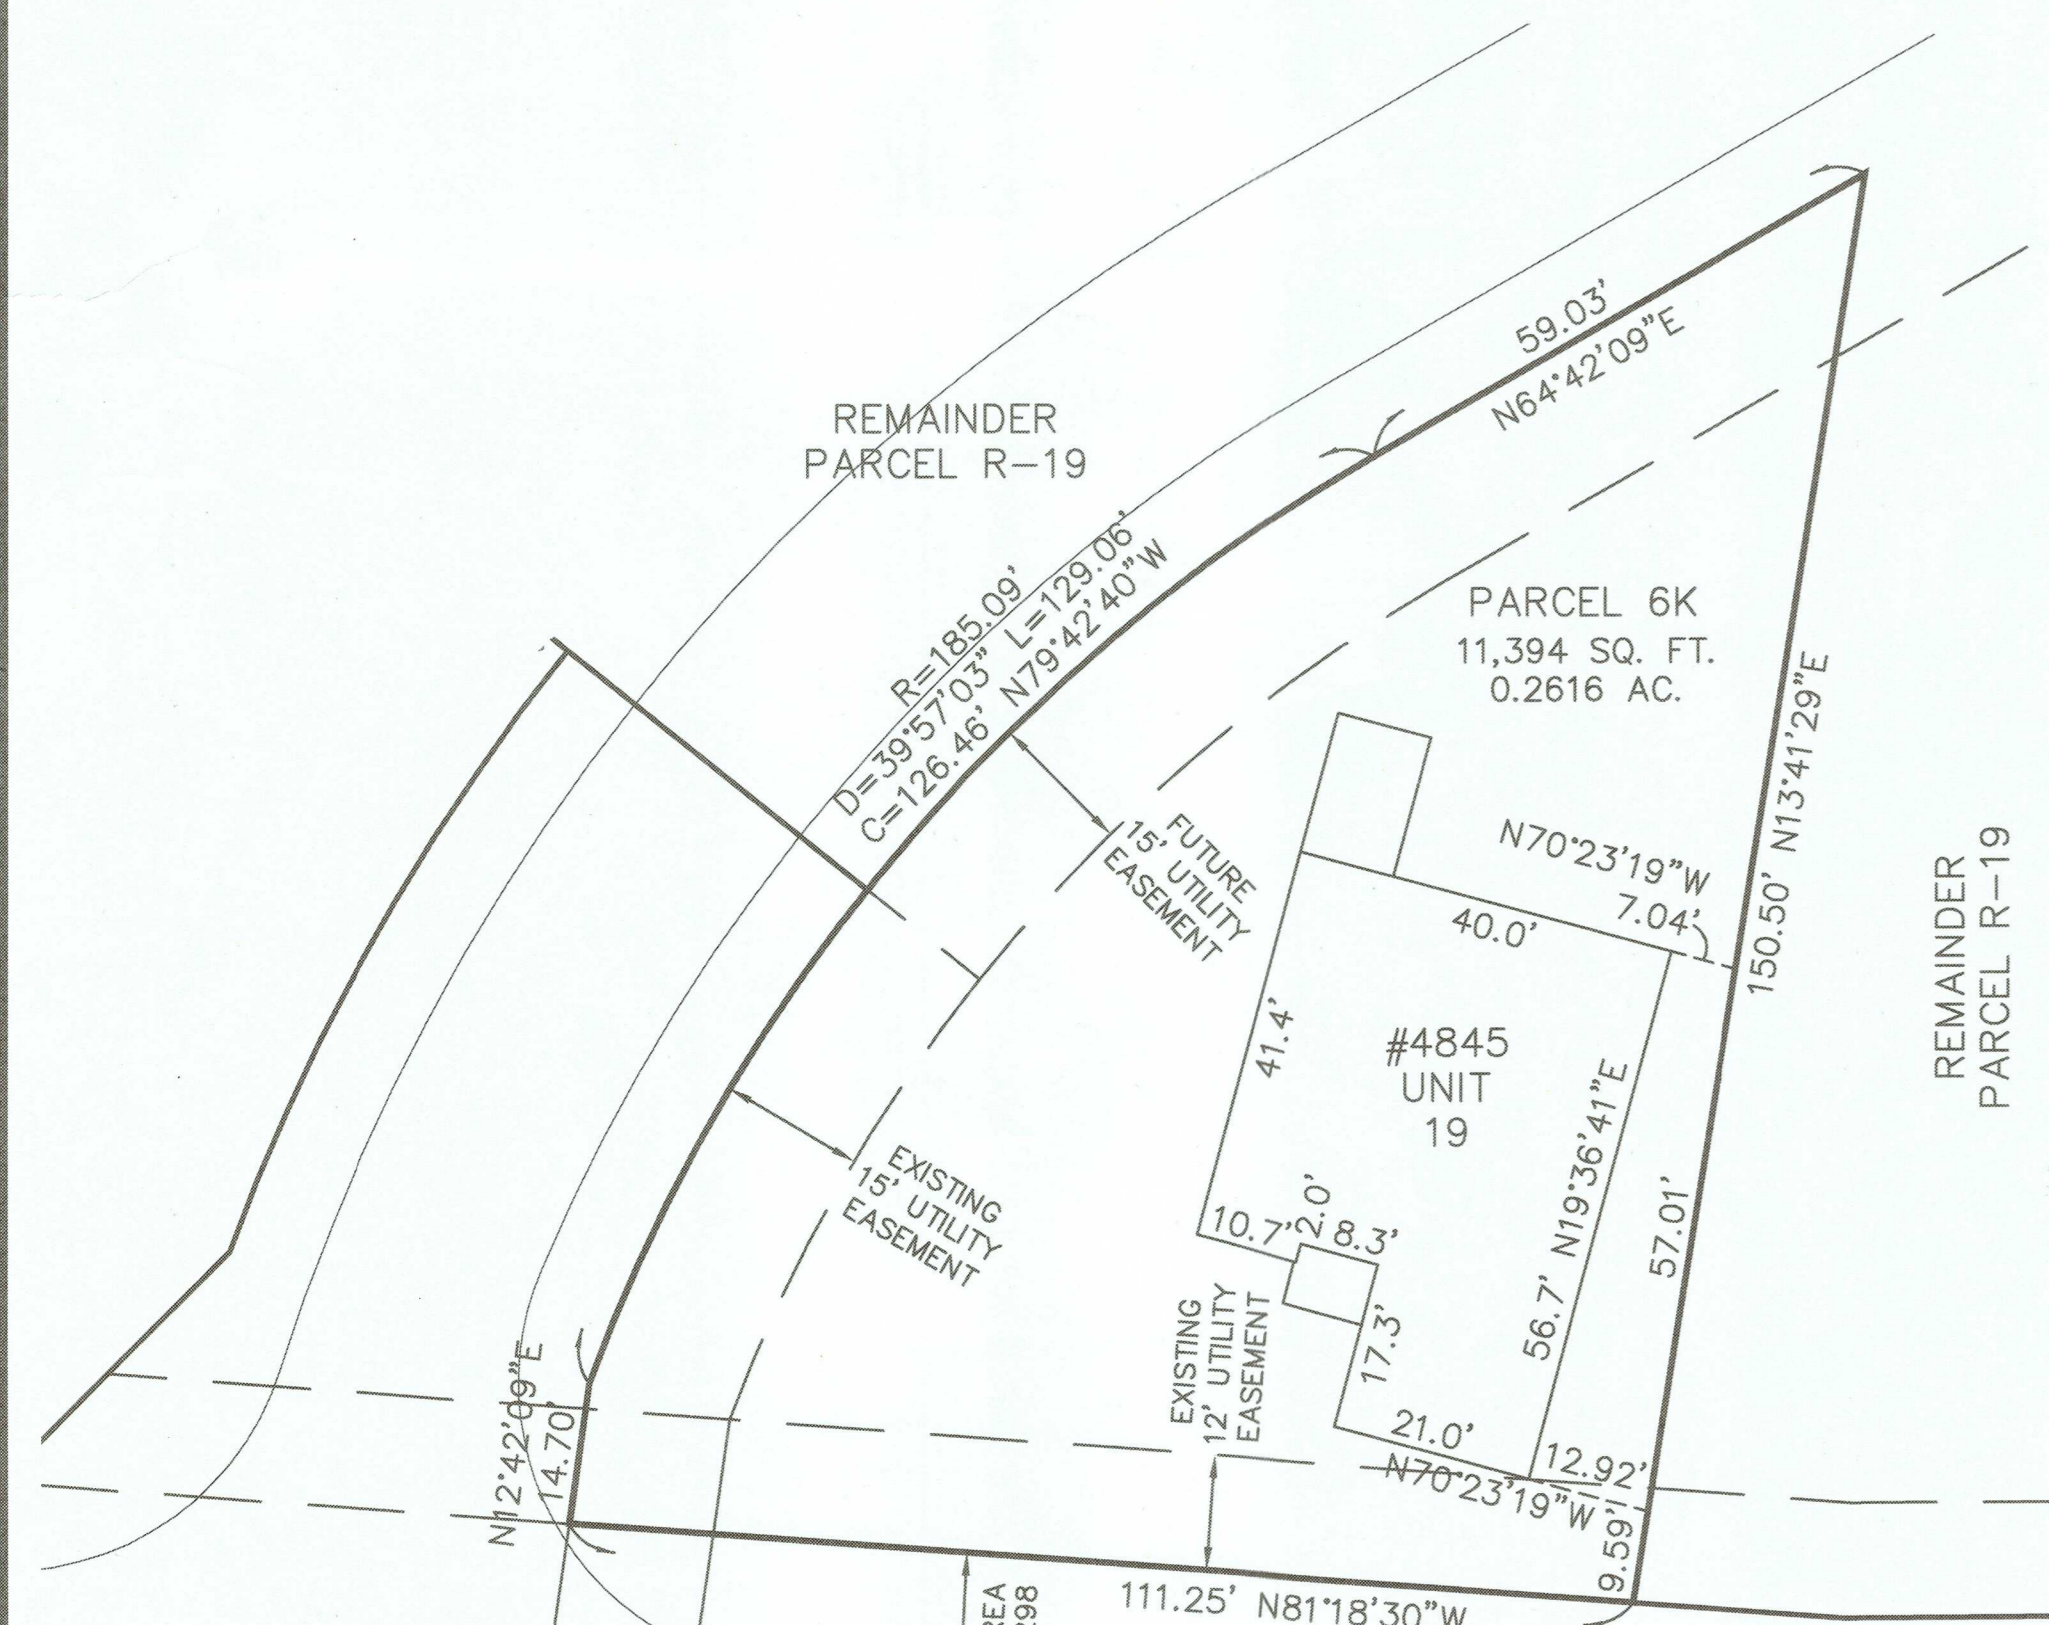 59.03'
N64°42'09"E
REMAINDER
PARCEL R-19
R=185.09'
D=39°57'03" L=129.06'
C=126.46' N79°42'40"W
PARCEL 6K
11,394 SQ. FT.
0.2616 AC.
150.50' N13°41'29"E
REMAINDER
PARCEL R-19
FUTURE
15' UTILITY
EASEMENT
N70°23'19"W
7.04'
40.0'
41.4'
#4845
UNIT
19
56.7' N19°36'41"E
57.01'
EXISTING
15' UTILITY
EASEMENT
10.7'
2.0'
8.3'
17.3'
EXISTING
12' UTILITY
EASEMENT
21.0'
N70°23'19"W
12.92'
9.59'
N12°42'09"E
14.70'
111.25' N81°18'30"W
REA
298